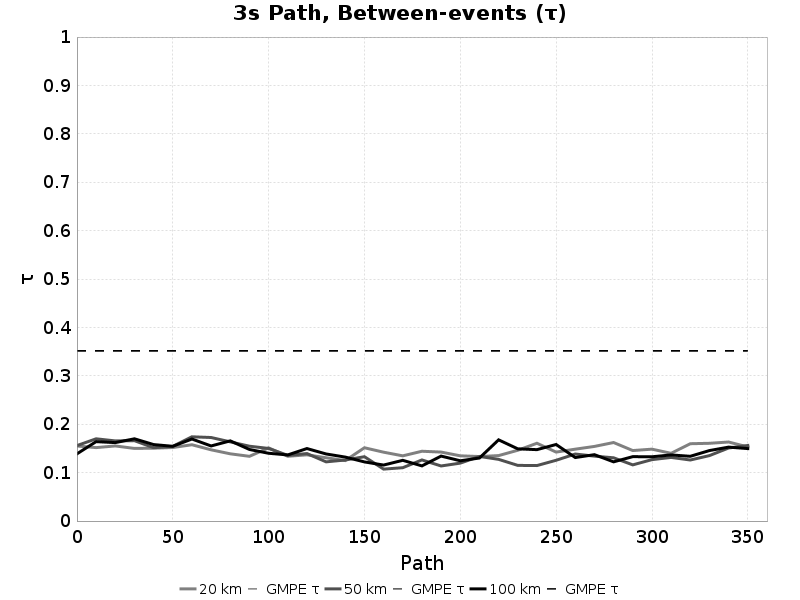 3s Path, Between-events (τ)
1
0.9
0.8
0.7
0.6
0.5
0.4
0.3
0.2
0.1
0
τ
0 50 100 150 200 250 300 350
Path
20 km GMPE τ 50 km GMPE τ 100 km GMPE τ